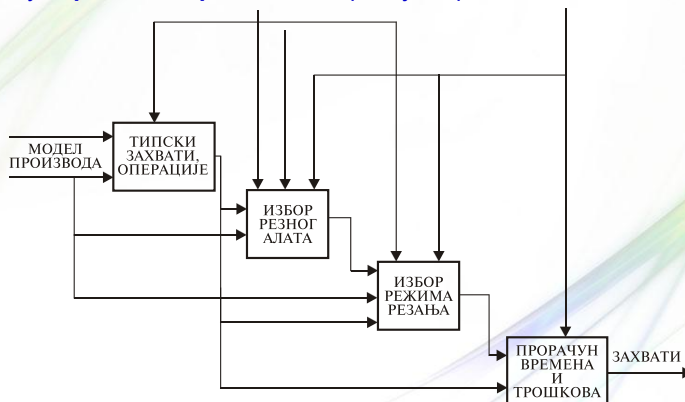 МОДЕЛ
ПРОИЗВОДА
ТИПСКИ
ЗАХВАТИ,
ОПЕРАЦИЈЕ
ИЗБОР
РЕЗНОГ
АЛАТА
ИЗБОР
РЕЖИМА
РЕЗАЊА
ПРОРАЧУН
ВРЕМЕНА
И
ТРОШКОВА
ЗАХВАТИ